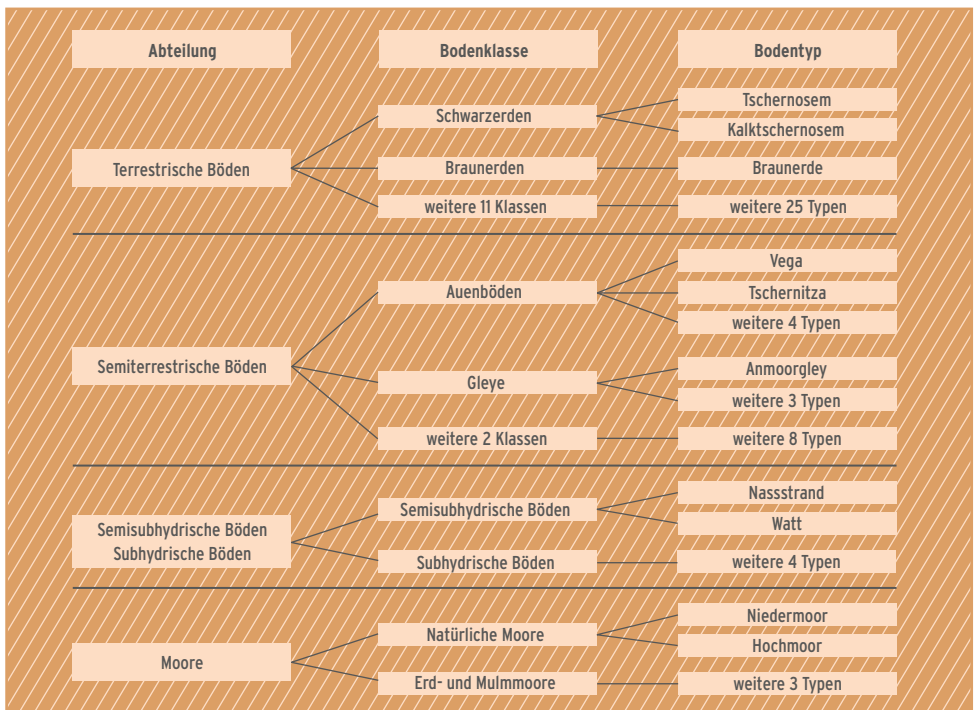 Abteilung
Bodenklasse
Bodentyp
Terrestrische Böden
Schwarzerden
Tschernosem
Kalktschernosem
Braunerden
Braunerde
weitere 11 Klassen
weitere 25 Typen
Semiterrestrische Böden
Auenböden
Vega
Tschernitza
weitere 4 Typen
Gleye
Anmoorgley
weitere 3 Typen
weitere 2 Klassen
weitere 8 Typen
Semisubhydrische Böden
Subhydrische Böden
Semisubhydrische Böden
Nassstrand
Watt
Subhydrische Böden
weitere 4 Typen
Moore
Natürliche Moore
Niedermoor
Hochmoor
Erd- und Mulmmoore
weitere 3 Typen